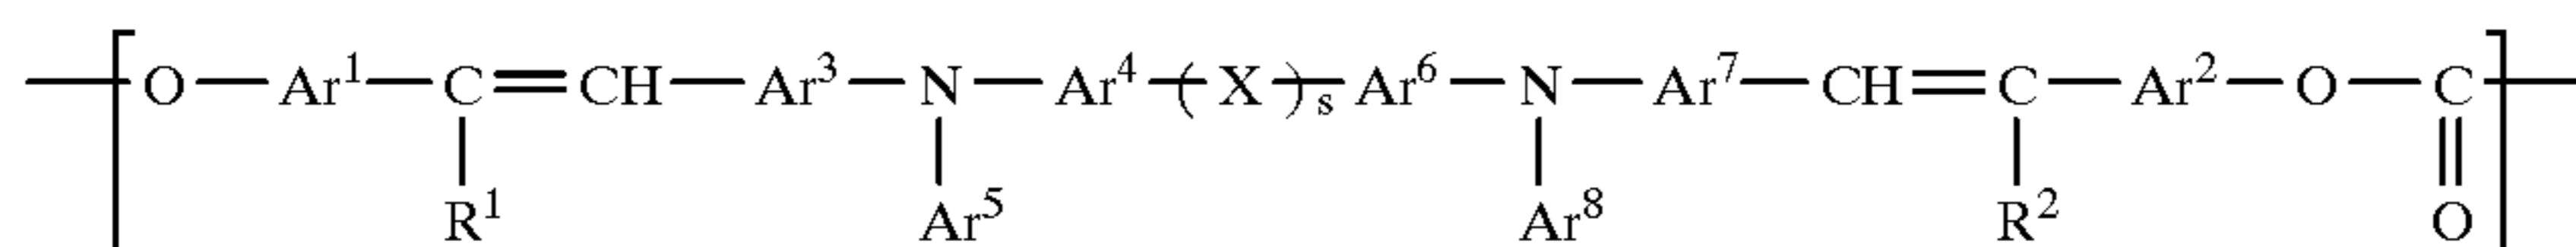 [O—Ar¹—C=CH—Ar³—N—Ar⁴—(X)ₛ—Ar⁶—N—Ar⁷—CH=C—Ar²—O—C]
R¹ Ar⁵ Ar⁸ R² O